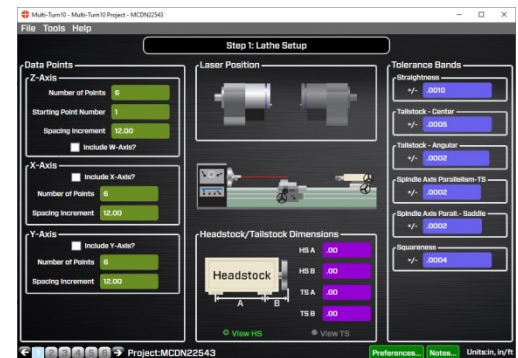 Multi-Turn10 - Multi-Turn10 Project - MCDN22543
File Tools Help
Step 1: Lathe Setup
Data Points
Z-Axis
Number of Points 6
Starting Point Number 1
Spacing Increment 12.00
Include W-Axis?
X-Axis
Include X-Axis?
Number of Points 6
Spacing Increment 12.00
Y-Axis
Include Y-Axis?
Number of Points 6
Spacing Increment 12.00
Laser Position
Headstock/Tailstock Dimensions
Headstock
A
B
HS A .00
HS B .00
TS A .00
TS B .00
View HS
View TS
Tolerance Bands
Straightness
+/- .0010
Tailstock - Center
+/- .0005
Tailstock - Angular
+/- .0002
Spindle Axis Parallelism-TS
+/- .0002
Spindle Axis Parall.- Saddle
+/- .0002
Squareness
+/- .0004
1 2 3 4 5 6 Project:MCDN22543
Preferences... Notes... Units:in, in/ft